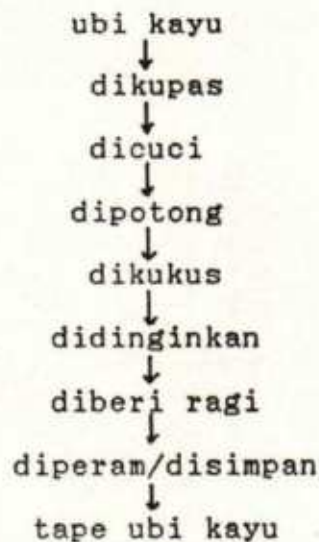 ubi kayu
dikupas
dicuci
dipotong
dikukus
didinginkan
diberi ragi
diperam/disimpan
tape ubi kayu